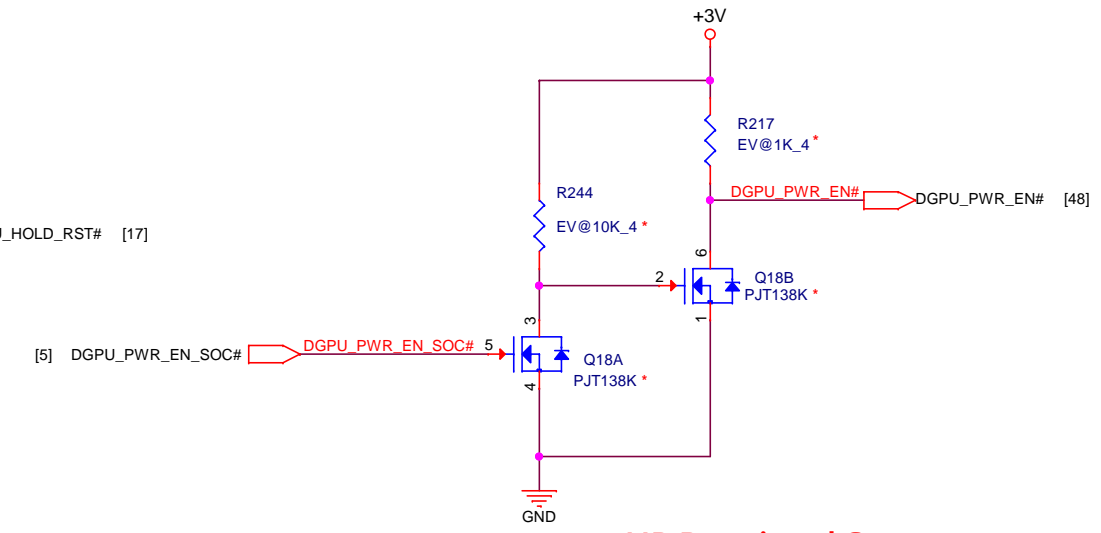 +3V
R217
EV@1K_4 *
DGPU_PWR_EN#
DGPU_PWR_EN# [48]
R244
EV@10K_4 *
_HOLD_RST# [17]
6
2
Q18B
PJT138K *
1
3
[5] DGPU_PWR_EN_SOC#
DGPU_PWR_EN_SOC# 5
Q18A
PJT138K *
4
GND